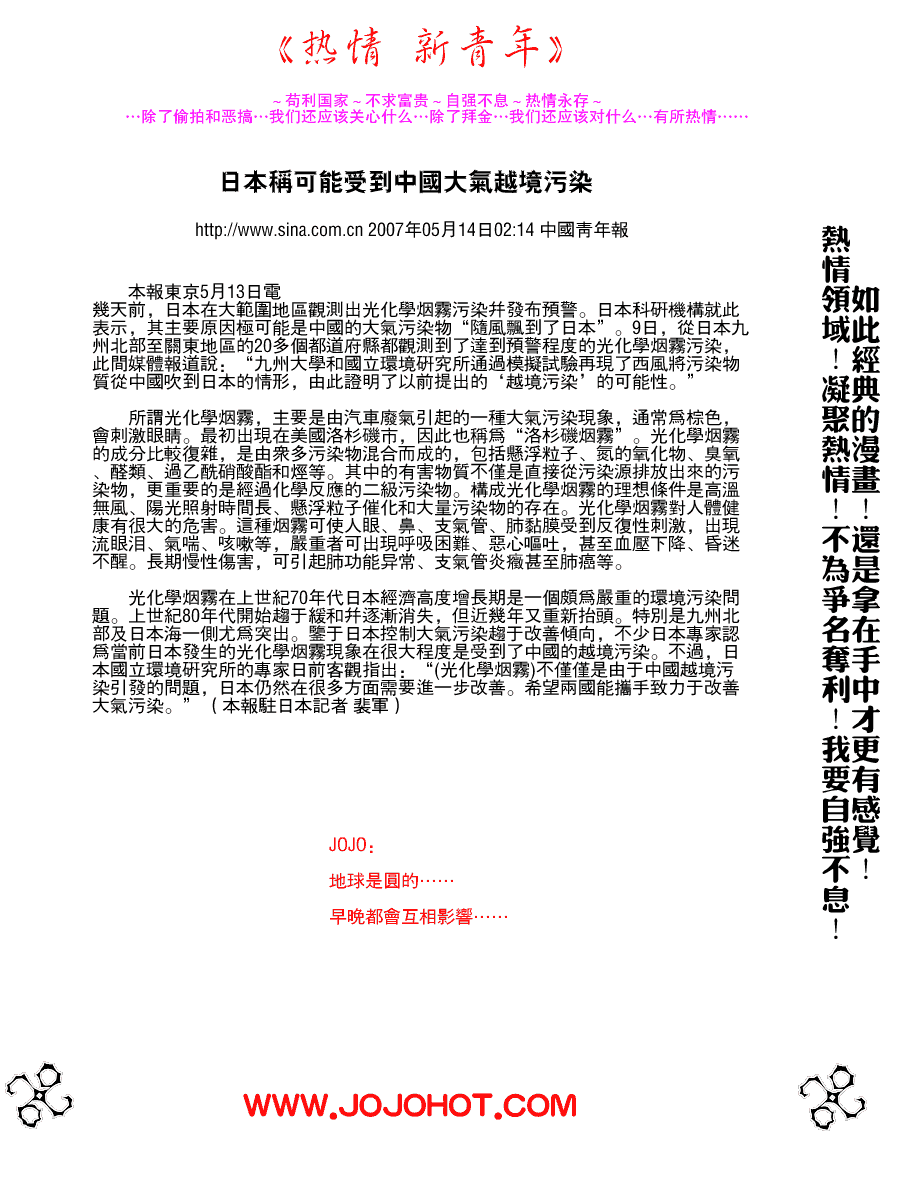 《热情 新青年》
~苟利国家~不求富贵~自强不息~热情永存~
…除了偷拍和恶搞…我们还应该关心什么…除了拜金…我们还应该对什么…有所热情……
日本稱可能受到中國大氣越境污染
http://www.sina.com.cn 2007年05月14日02:14 中國靑年報
本報東京5月13日電
幾天前，日本在大範圍地區觀測出光化學烟霧污染幷發布預警。日本科硏機構就此
表示，其主要原因極可能是中國的大氣污染物“隨風飄到了日本”。9日，從日本九
州北部至關東地區的20多個都道府縣都觀測到了達到預警程度的光化學烟霧污染，
此間媒體報道說：“九州大學和國立環境硏究所通過模擬試驗再現了西風將污染物
質從中國吹到日本的情形，由此證明了以前提出的‘越境污染’的可能性。”
所謂光化學烟霧，主要是由汽車廢氣引起的一種大氣污染現象，通常爲棕色，
會刺激眼睛。最初出現在美國洛杉磯市，因此也稱爲“洛杉磯烟霧”。光化學烟霧
的成分比較復雜，是由衆多污染物混合而成的，包括懸浮粒子、氮的氧化物、臭氧
、醛類、過乙酰硝酸酯和烴等。其中的有害物質不僅是直接從污染源排放出來的污
染物，更重要的是經過化學反應的二級污染物。構成光化學烟霧的理想條件是高溫
無風、陽光照射時間長、懸浮粒子催化和大量污染物的存在。光化學烟霧對人體健
康有很大的危害。這種烟霧可使人眼、鼻、支氣管、肺黏膜受到反復性刺激，出現
流眼泪、氣喘、咳嗽等，嚴重者可出現呼吸困難、惡心嘔吐，甚至血壓下降、昏迷
不醒。長期慢性傷害，可引起肺功能异常、支氣管炎癥甚至肺癌等。
光化學烟霧在上世紀70年代日本經濟高度增長期是一個頗爲嚴重的環境污染問
題。上世紀80年代開始趨于緩和幷逐漸消失，但近幾年又重新抬頭。特別是九州北
部及日本海一側尤爲突出。鑒于日本控制大氣污染趨于改善傾向，不少日本專家認
爲當前日本發生的光化學烟霧現象在很大程度是受到了中國的越境污染。不過，日
本國立環境硏究所的專家日前客觀指出：“(光化學烟霧)不僅僅是由于中國越境污
染引發的問題，日本仍然在很多方面需要進一步改善。希望兩國能攜手致力于改善
大氣污染。”（本報駐日本記者 裴軍）
如此經典的漫畫！還是拿在手中才更有感覺！
熱情領域！凝聚熱情！不為爭名奪利！我要自強不息！
JOJO：
地球是圓的……
早晚都會互相影響……
WWW.JOJOHOT.COM